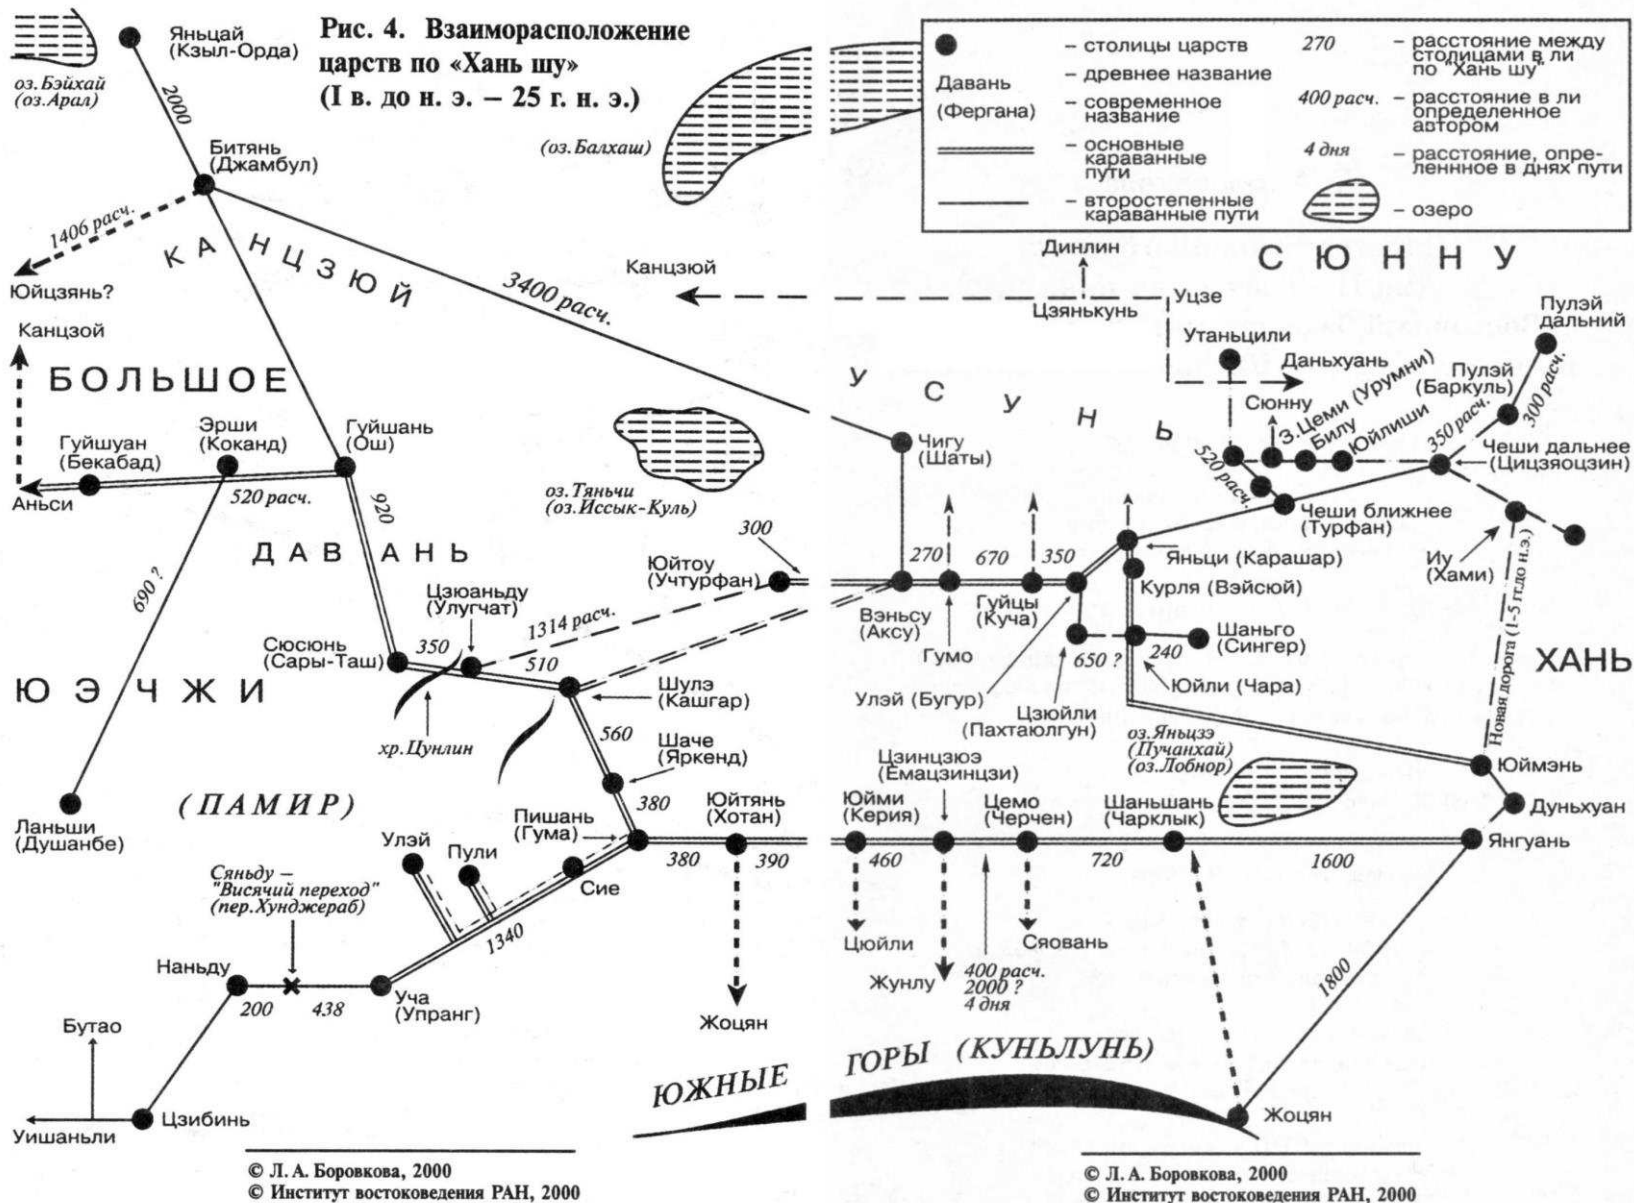 Рис. 4. Взаиморасположение
царств по «Хань шу»
(I в. до н. э. – 25 г. н. э.)
– столицы царств
Давань
– древнее название
(Фергана)
– современное
название
– основные
караванные
пути
– второстепенные
караванные пути
270
– расстояние между
столицами в ли
по "Хань шу"
400 расч.
– расстояние в ли
определенное
автором
4 дня
– расстояние, опре-
леннное в днях пути
– озеро
Яньцай
(Кзыл-Орда)
оз.Бэйхай
(оз.Арал)
2000
(оз.Балхаш)
Битянь
(Джамбул)
1406 расч.
Юйцзянь?
КАНЦЗЮЙ
3400 расч.
Канцзюй
Динлин
Цзянькунь
Уцзе
СЮННУ
Канцзой
БОЛЬШОЕ
Гуйшуан
(Бекабад)
Эрши
(Коканд)
Гуйшань
(Ош)
Аньси
520 расч.
920
690 ?
ДАВАНЬ
оз.Тяньчи
(оз.Иссык-Куль)
УСУНЬ
Чигу
(Шаты)
Утаньцили
Даньхуань
Сюнну
З.Цеми (Урумни)
Билу
Юйлиши
Пулэй
(Баркуль)
Пулэй
дальний
350 расч.
300 расч.
520 расч.
Чеши дальнее
(Цицзяоцзин)
Чеши ближнее
(Турфан)
Иу
(Хами)
Новая дорога (1-5 гг.до н.э.)
300
Юйтоу
(Учтурфан)
270
670
350
Яньци (Карашар)
Курля (Вэйсюй)
Вэньсу
(Аксу)
Гуйцы
(Куча)
Гумо
Улэй (Бугур)
650 ?
240
Шаньго
(Сингер)
Юйли (Чара)
Цзюйли
(Пахтаюлгун)
ХАНЬ
Цзюаньду
(Улугчат)
1314 расч.
Сюсюнь
(Сары-Таш)
350
510
Шулэ
(Кашгар)
хр.Цунлин
560
ЮЭЧЖИ
Шаче
(Яркенд)
380
оз.Яньцзэ
(Пучанхай)
(оз.Лобнор)
Юймэнь
Дуньхуан
Янгуань
(ПАМИР)
Ланьши
(Душанбе)
Пишань
(Гума)
Юйтянь
(Хотан)
380
390
Юйми
(Керия)
Цзинцзюэ
(Емацзинцзи)
Цемо
(Черчен)
Шаньшань
(Чарклык)
460
720
1600
Улэй
Пули
Сие
1340
Сяньду –
"Висячий переход"
(пер.Хунджераб)
Наньду
200
438
Уча
(Упранг)
Жоцян
Цюйли
Жунлу
400 расч.
2000 ?
4 дня
Сяовань
1800
Бутао
Уишаньли
Цзибинь
ЮЖНЫЕ ГОРЫ (КУНЬЛУНЬ)
Жоцян
© Л. А. Боровкова, 2000
© Институт востоковедения РАН, 2000
© Л. А. Боровкова, 2000
© Институт востоковедения РАН, 2000